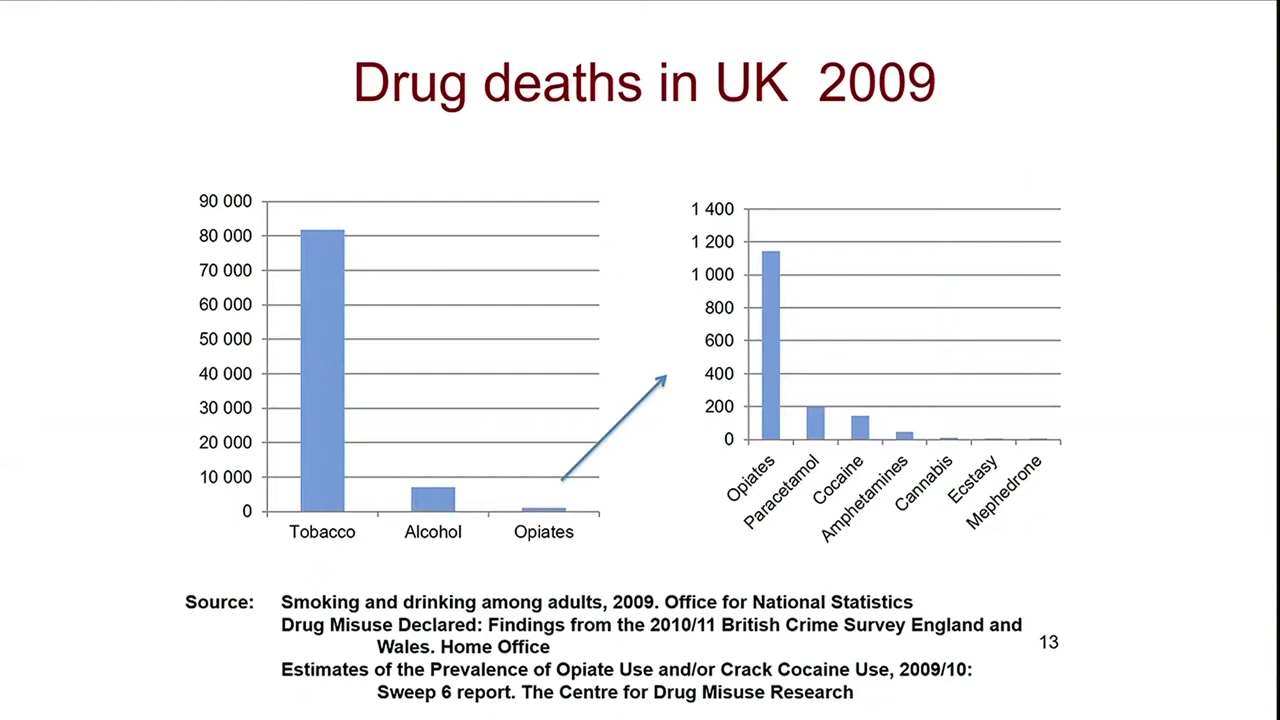 Drug deaths in UK 2009
90 000
80 000
70 000
60 000
50 000
40 000
30 000
20 000
10 000
0
Tobacco
Alcohol
Opiates
1 400
1 200
1 000
800
600
400
200
0
Opiates
Paracetamol
Cocaine
Amphetamines
Cannabis
Ecstasy
Mephedrone
Source: Smoking and drinking among adults, 2009. Office for National Statistics
Drug Misuse Declared: Findings from the 2010/11 British Crime Survey England and
Wales. Home Office
13
Estimates of the Prevalence of Opiate Use and/or Crack Cocaine Use, 2009/10:
Sweep 6 report. The Centre for Drug Misuse Research